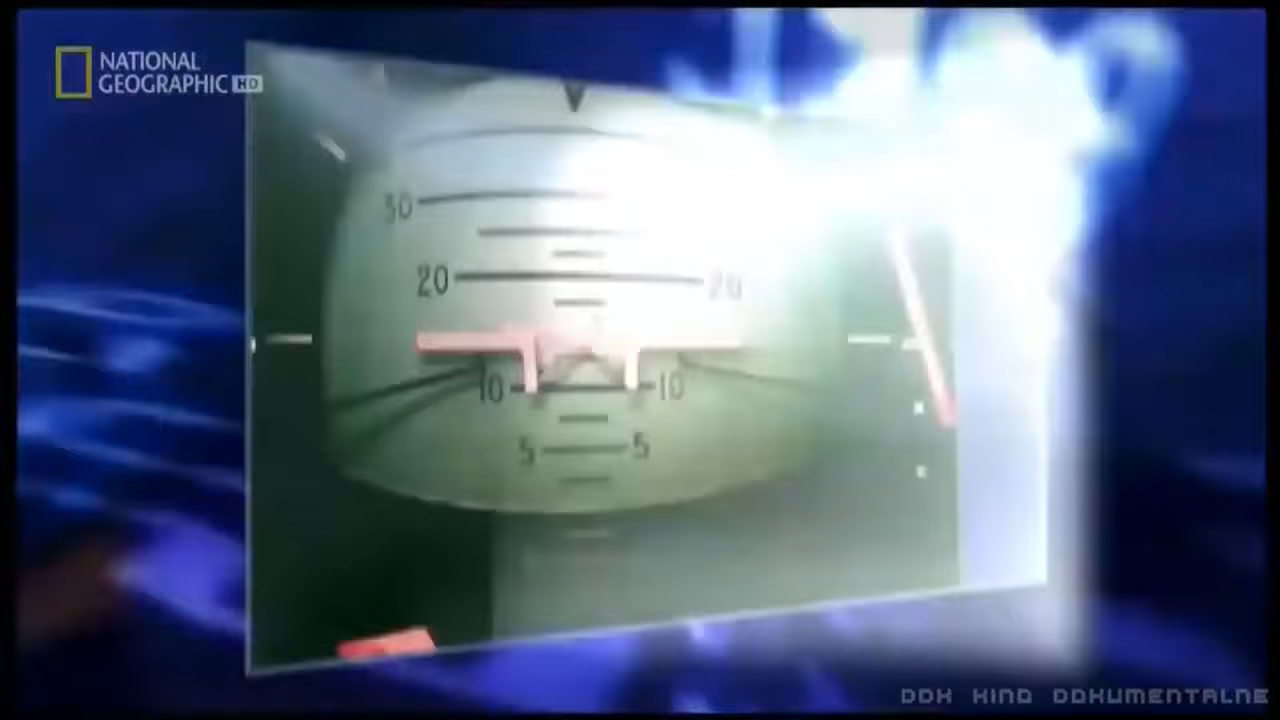 NATIONAL
GEOGRAPHIC HD
30
20 20
10 10
5 5
DDK KINO DOKUMENTALNE